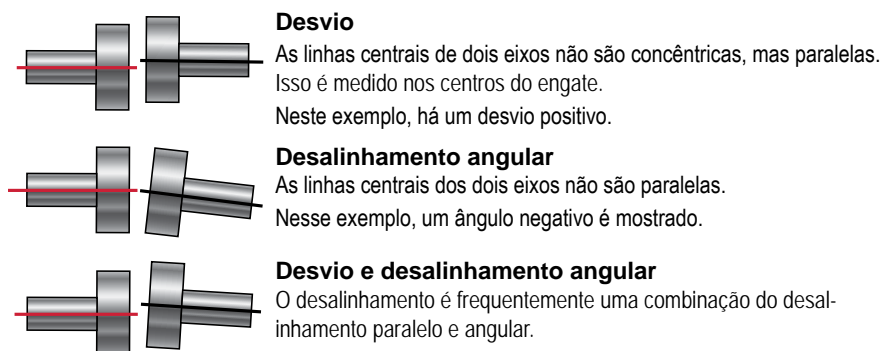 Desvio
As linhas centrais de dois eixos não são concêntricas, mas paralelas.
Isso é medido nos centros do engate.
Neste exemplo, há um desvio positivo.
Desalinhamento angular
As linhas centrais dos dois eixos não são paralelas.
Nesse exemplo, um ângulo negativo é mostrado.
Desvio e desalinhamento angular
O desalinhamento é frequentemente uma combinação do desal-
inhamento paralelo e angular.